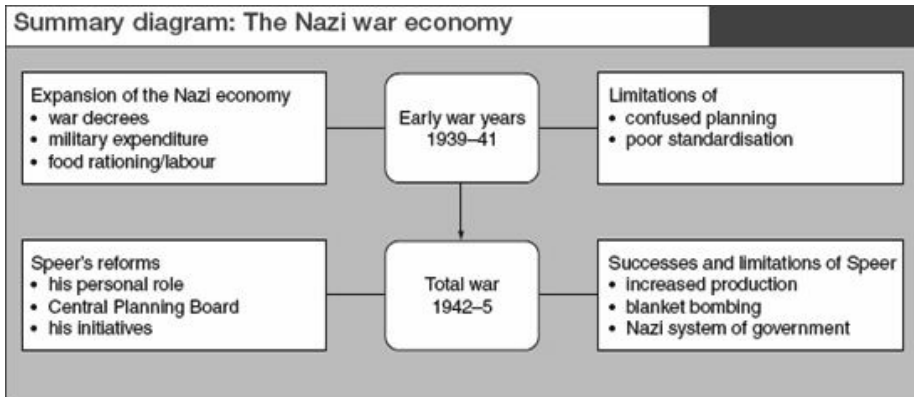 Summary diagram: The Nazi war economy
Expansion of the Nazi economy
• war decrees
• military expenditure
• food rationing/labour
Early war years
1939–41
Limitations of
• confused planning
• poor standardisation
Speer's reforms
• his personal role
• Central Planning Board
• his initiatives
Total war
1942–5
Successes and limitations of Speer
• increased production
• blanket bombing
• Nazi system of government